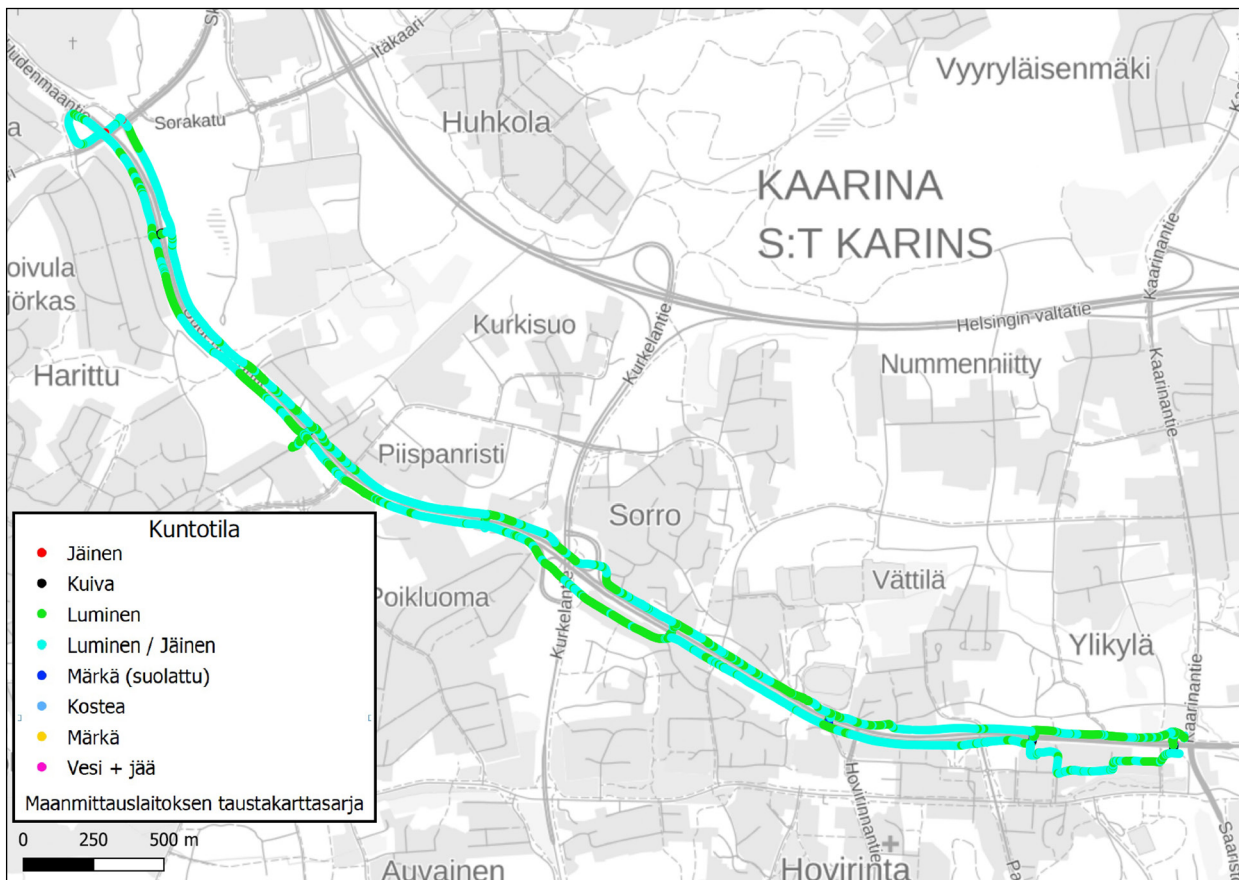 Itäkaari
Vyyryläisenmäki
Sorakatu
Huhkola
KAARINA
S:T KARINS
Kaarinantie
Kurkisuo
Kurkelantie
Helsingin valtatie
Harittu
Nummenniitty
Kaarinantie
Piispanristi
Sorro
Kuntotila
Jäinen
Kuiva
Luminen
Luminen / Jäinen
Märkä (suolattu)
Kostea
Märkä
Vesi + jää
Maanmittauslaitoksen taustakarttasarja
0 250 500 m
Poikluoma
Kurkelantie
Vättilä
Ylikylä
Kaarinantie
Hovirinnantie
Auvainen
Hovirinta